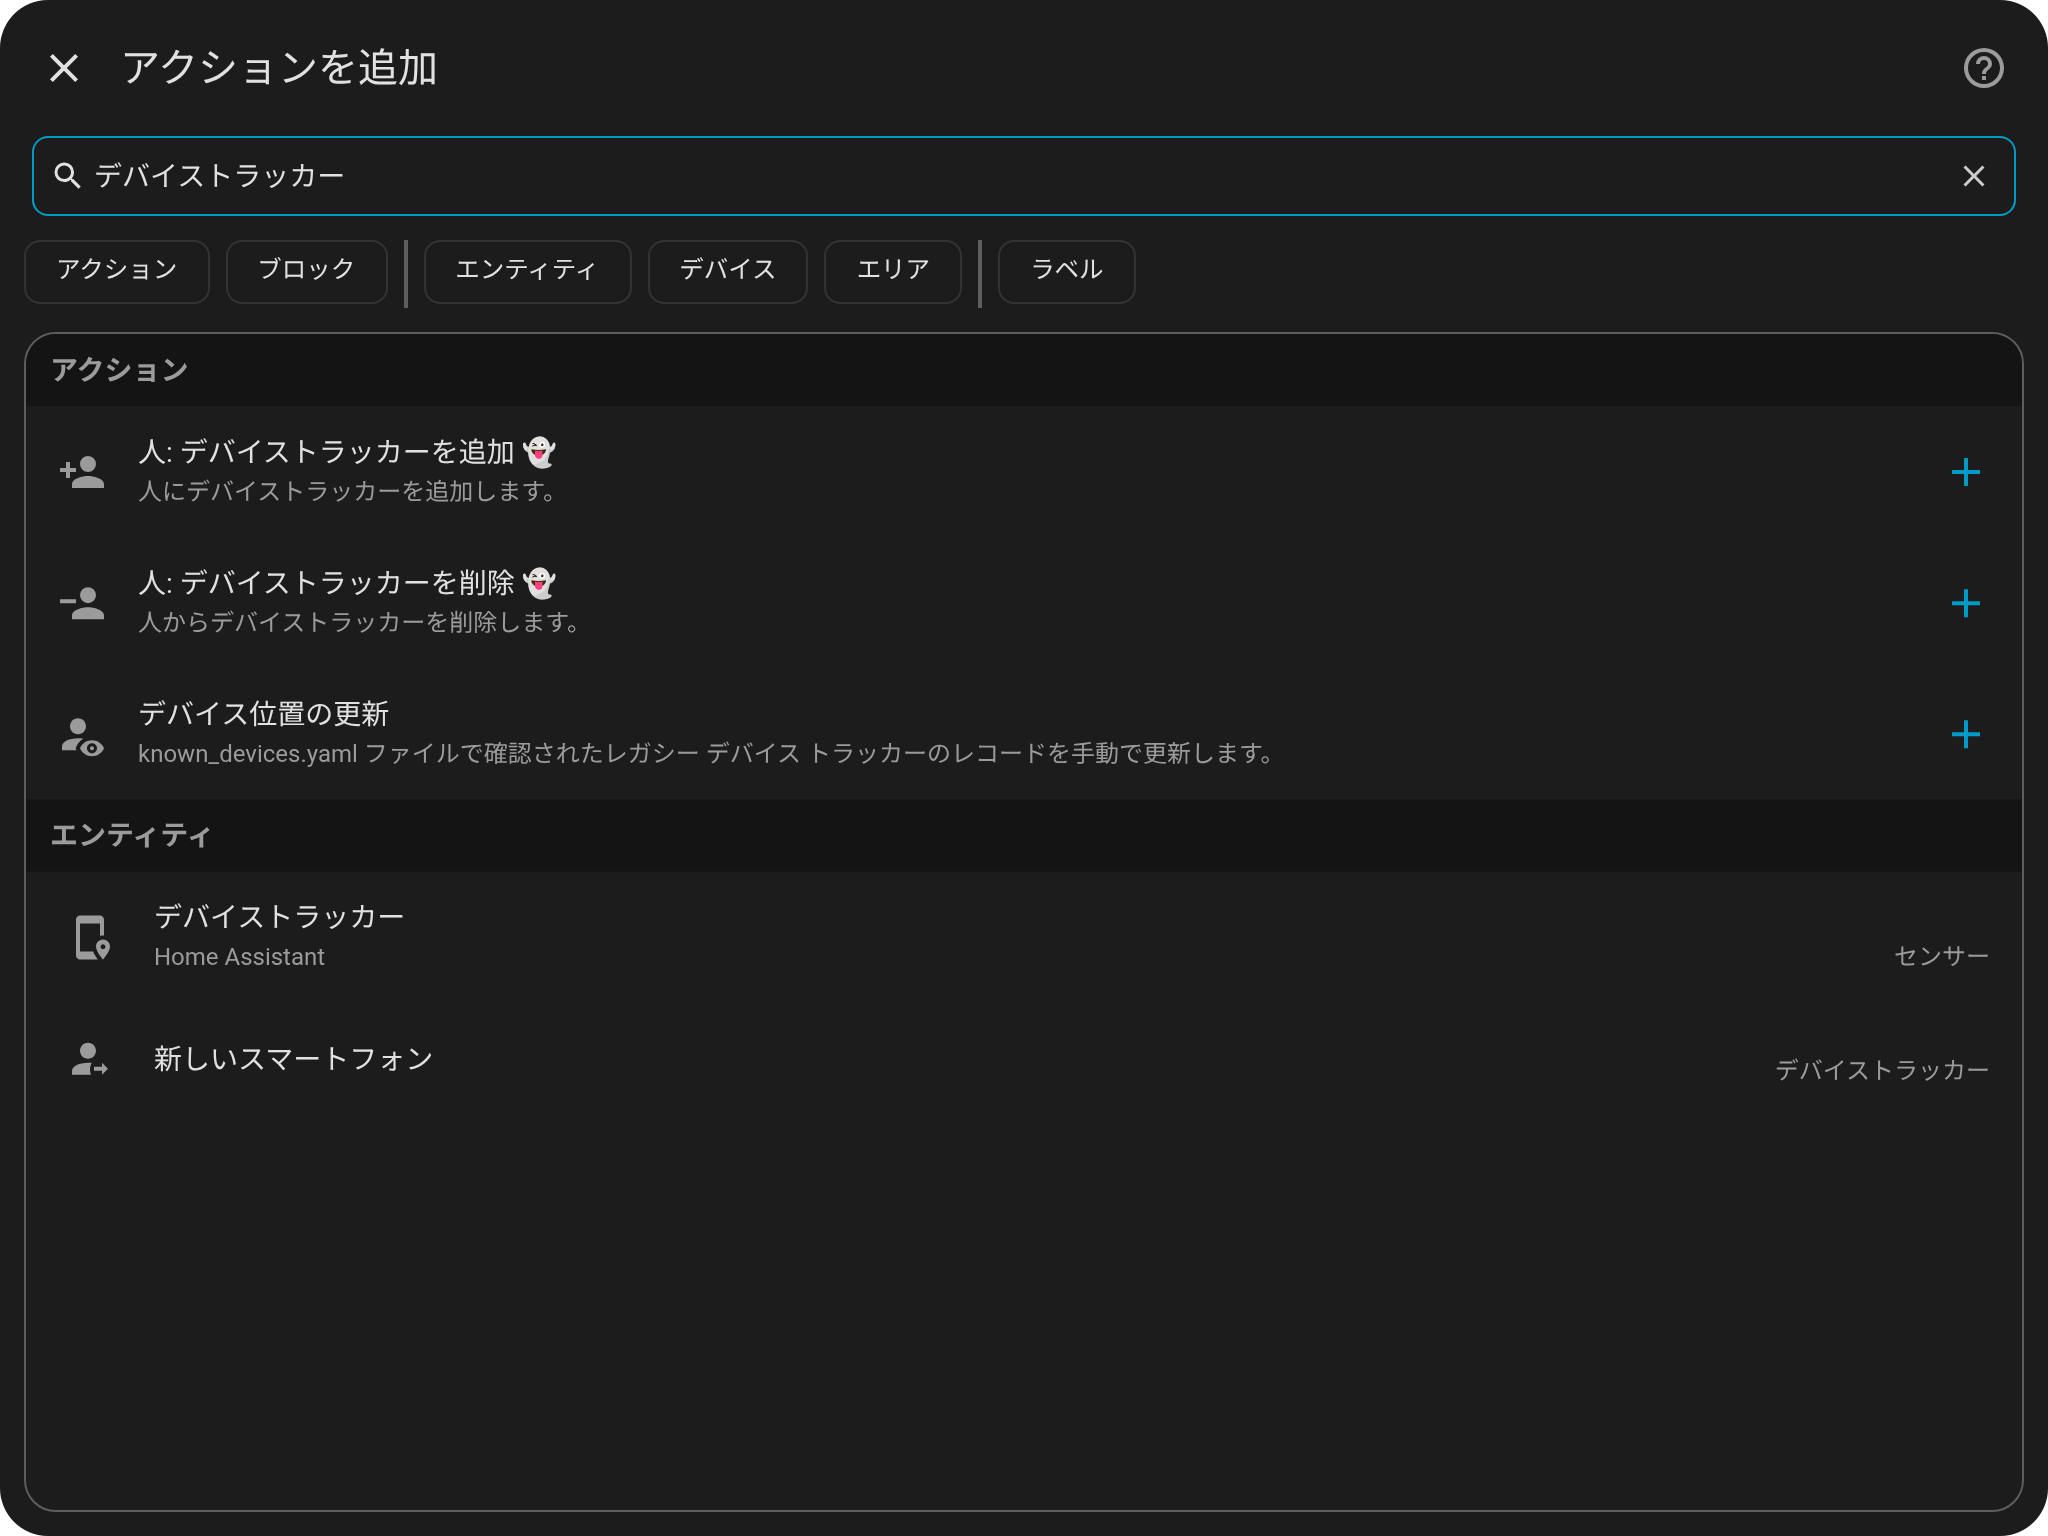 アクションを追加
デバイストラッカー
アクション ブロック エンティティ デバイス エリア ラベル
アクション
人: デバイストラッカーを追加 👻
人にデバイストラッカーを追加します。
人: デバイストラッカーを削除 👻
人からデバイストラッカーを削除します。
デバイス位置の更新
known_devices.yaml ファイルで確認されたレガシー デバイス トラッカーのレコードを手動で更新します。
エンティティ
デバイストラッカー
Home Assistant センサー
新しいスマートフォン
デバイストラッカー